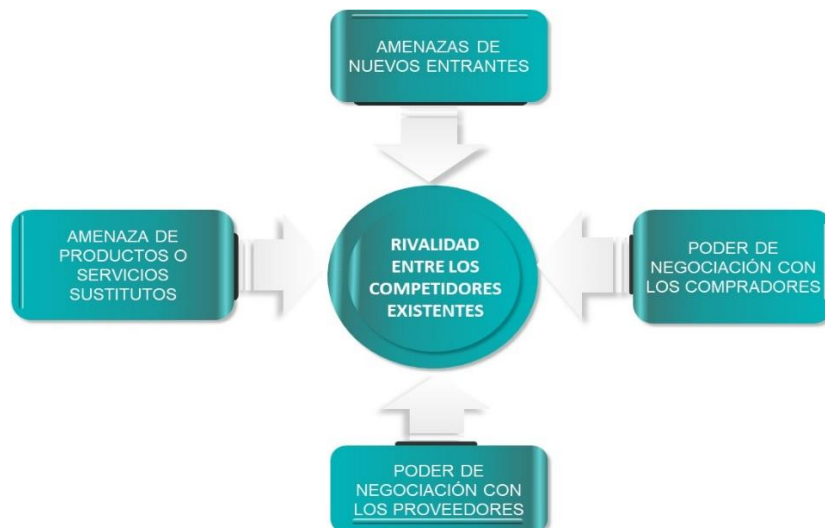 AMENAZAS DE
NUEVOS ENTRANTES
AMENAZA DE
PRODUCTOS O
SERVICIOS
SUSTITUTOS
RIVALIDAD
ENTRE LOS
COMPETIDORES
EXISTENTES
PODER DE
NEGOCIACIÓN CON
LOS COMPRADORES
PODER DE
NEGOCIACIÓN CON
LOS PROVEEDORES